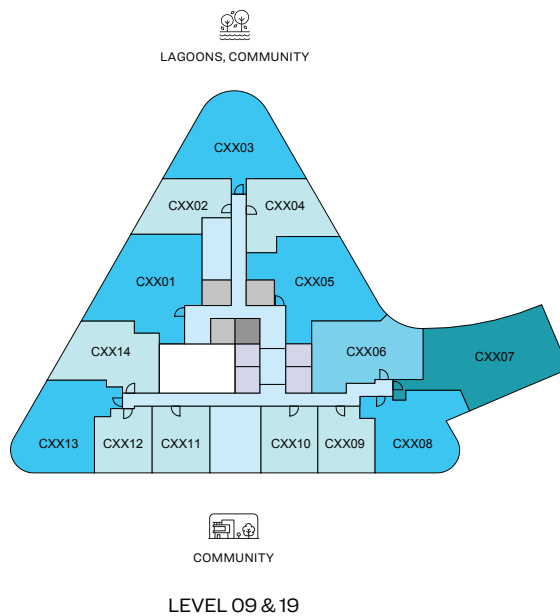 LAGOONS, COMMUNITY
CXX03
CXX02
CXX04
CXX01
CXX05
CXX14
CXX06
CXX07
CXX13
CXX12
CXX11
CXX10
CXX09
CXX08
COMMUNITY
LEVEL 09 & 19